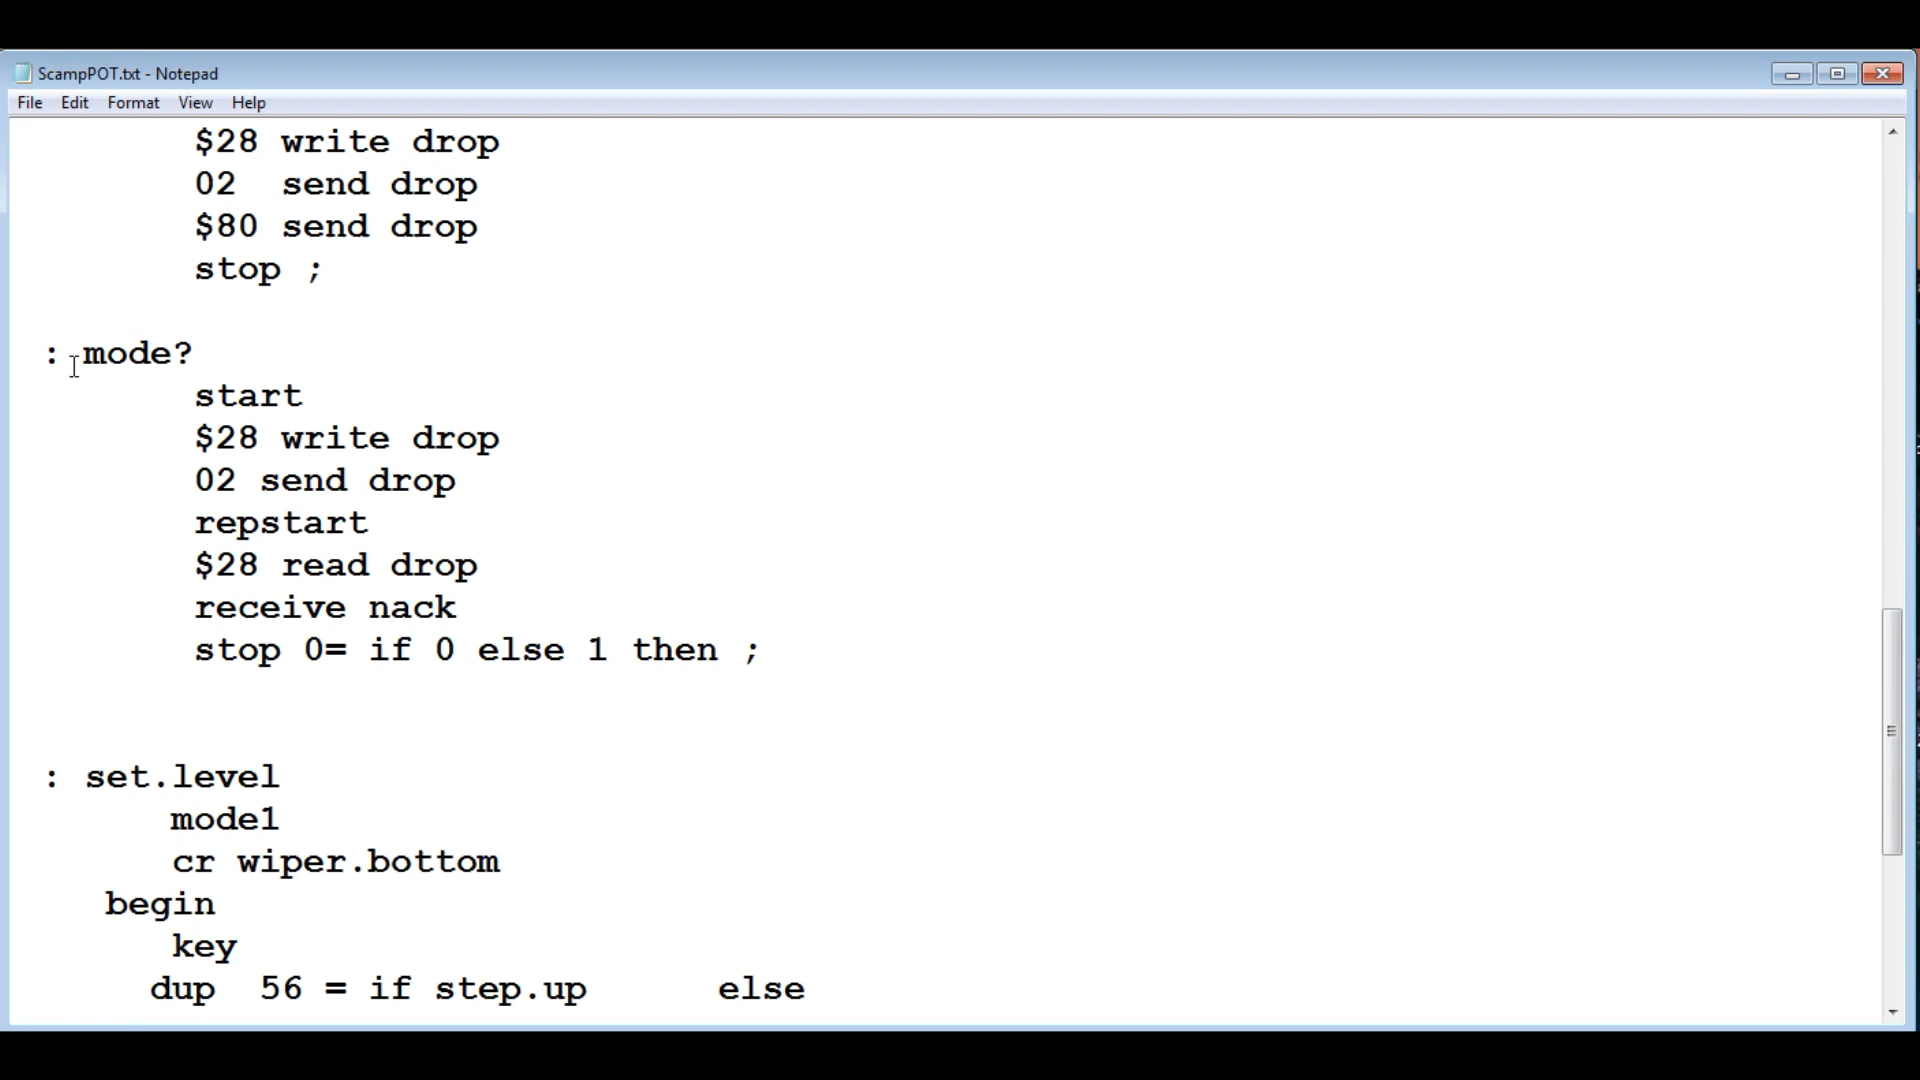 ScampPOT.txt - Notepad
File Edit Format View Help
$28 write drop
02 send drop
$80 send drop
stop ;
: mode?
start
$28 write drop
02 send drop
repstart
$28 read drop
receive nack
stop 0= if 0 else 1 then ;
: set.level
mode1
cr wiper.bottom
begin
key
dup 56 = if step.up else